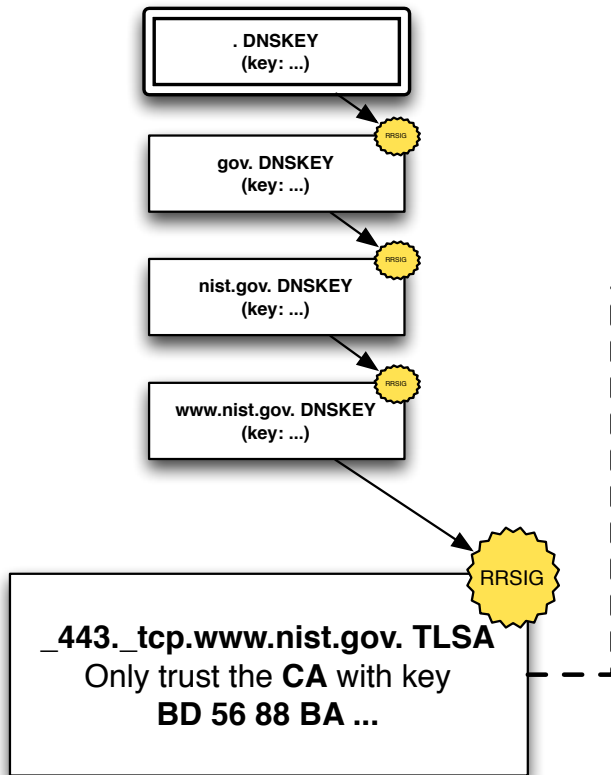 . DNSKEY
(key: ...)
RRSIG
gov. DNSKEY
(key: ...)
RRSIG
nist.gov. DNSKEY
(key: ...)
RRSIG
www.nist.gov. DNSKEY
(key: ...)
RRSIG
_443._tcp.www.nist.gov. TLSA
Only trust the CA with key
BD 56 88 BA ...